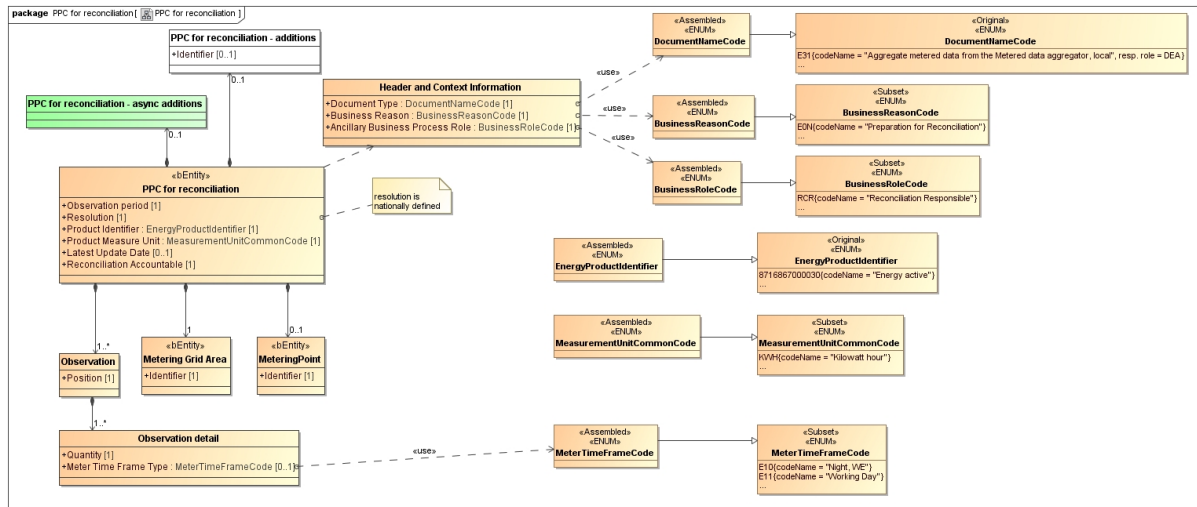 package PPC for reconciliation[ PPC for reconciliation ]
PPC for reconciliation - additions
+Identifier [0..1]
0..1
PPC for reconciliation - async additions
0..1
«bEntity»
PPC for reconciliation
+Observation period [1]
+Resolution [1]
+Product Identifier : EnergyProductIdentifier [1]
+Product Measure Unit : MeasurementUnitCommonCode [1]
+Latest Update Date [0..1]
+Reconciliation Accountable [1]
resolution is
nationally defined
Header and Context Information
+Document Type : DocumentNameCode [1]
+Business Reason : BusinessReasonCode [1]
+Ancillary Business Process Role : BusinessRoleCode [1]
«use»
«use»
«use»
«Assembled»
«ENUM»
DocumentNameCode
«Original»
«ENUM»
DocumentNameCode
E31{codeName = "Aggregate metered data from the Metered data aggregator, local", resp. role = DEA}
...
«Assembled»
«ENUM»
BusinessReasonCode
«Subset»
«ENUM»
BusinessReasonCode
E0N{codeName = "Preparation for Reconciliation"}
...
«Assembled»
«ENUM»
BusinessRoleCode
«Subset»
«ENUM»
BusinessRoleCode
RCR{codeName = "Reconciliation Responsible"}
...
«Assembled»
«ENUM»
EnergyProductIdentifier
«Original»
«ENUM»
EnergyProductIdentifier
8716867000030{codeName = "Energy active"}
...
«Assembled»
«ENUM»
MeasurementUnitCommonCode
«Subset»
«ENUM»
MeasurementUnitCommonCode
KWH{codeName = "Kilowatt hour"}
...
1..*
1
0..1
Observation
+Position [1]
«bEntity»
Metering Grid Area
+Identifier [1]
«bEntity»
MeteringPoint
+Identifier [1]
1..*
Observation detail
+Quantity [1]
+Meter Time Frame Type : MeterTimeFrameCode [0..1]
«use»
«Assembled»
«ENUM»
MeterTimeFrameCode
«Subset»
«ENUM»
MeterTimeFrameCode
E10{codeName = "Night, WE"}
E11{codeName = "Working Day"}
...